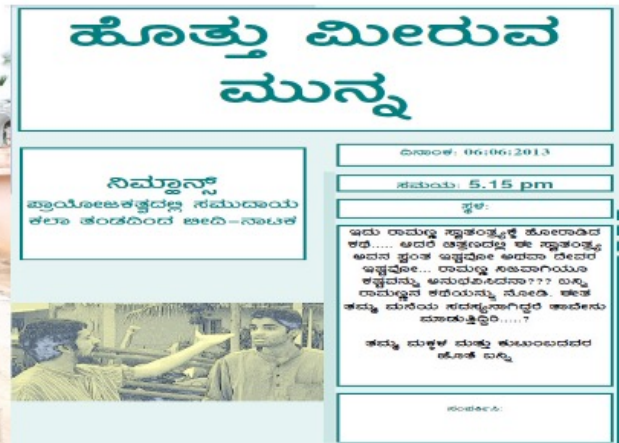 ಹೊತ್ತು ಮೀರುವ
ಮುನ್ನ
ನಿಮ್ಹಾನ್ಸ್
ಪ್ರಾಯೋಜಕತ್ವದಲ್ಲಿ ಸಮುದಾಯ
ಕಲಾ ತಂಡದಿಂದ ಬೀದಿ-ನಾಟಕ
ದಿನಾಂಕ: 06:06:2013
ಸಮಯ: 5.15 pm
ಸ್ಥಳ:
ಇದು ರಾಮಣ್ಣ ಸ್ವಾತಂತ್ರ್ಯಕ್ಕೆ ಹೋರಾಡಿದ
ಕಥೆ..... ಆದರೆ ಈ ಸ್ವಾತಂತ್ರ್ಯ
ಅವನ ಸ್ವಂತ ಇಷ್ಟವೋ ಅಥವಾ ದೇವರ
ಇಷ್ಟವೋ... ರಾಮಣ್ಣ ನಿಜವಾಗಿಯೂ
ಕಷ್ಟವನ್ನು ಅನುಭವಿಸಿದನಾ??? ಬನ್ನಿ
ರಾಮಣ್ಣನ ಕಥೆಯನ್ನು ನೋಡಿ. ಈತ
ತಮ್ಮ ಮನೆಯ ಸದಸ್ಯನಾಗಿದ್ದರೆ ತಾವೇನು
ಮಾಡುತ್ತಿದ್ದಿರಿ.....?
ತಮ್ಮ ಮಕ್ಕಳ ಮತ್ತು ಕುಟುಂಬದವರ
ಜೊತೆ ಬನ್ನಿ
ಸಂಪರ್ಕಿಸಿ: